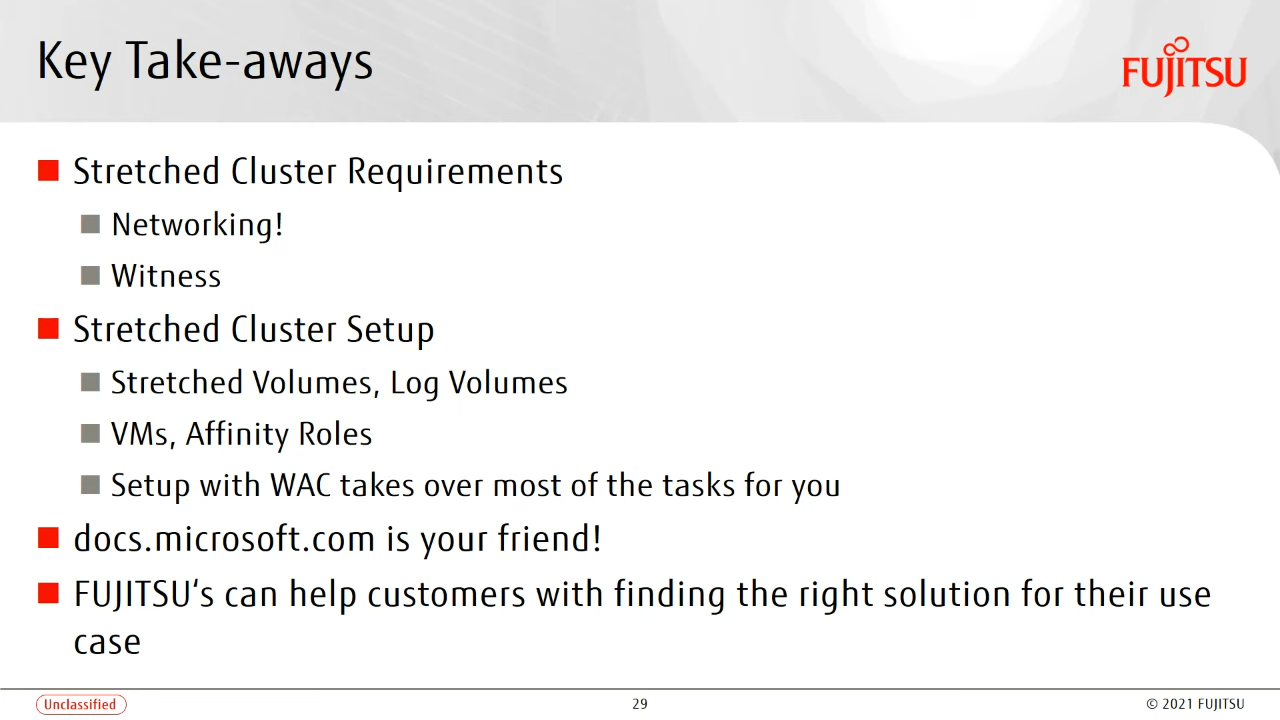 Key Take-aways
FUJITSU
Stretched Cluster Requirements
Networking!
Witness
Stretched Cluster Setup
Stretched Volumes, Log Volumes
VMs, Affinity Roles
Setup with WAC takes over most of the tasks for you
docs.microsoft.com is your friend!
FUJITSU‘s can help customers with finding the right solution for their use
case
Unclassified
29
© 2021 FUJITSU